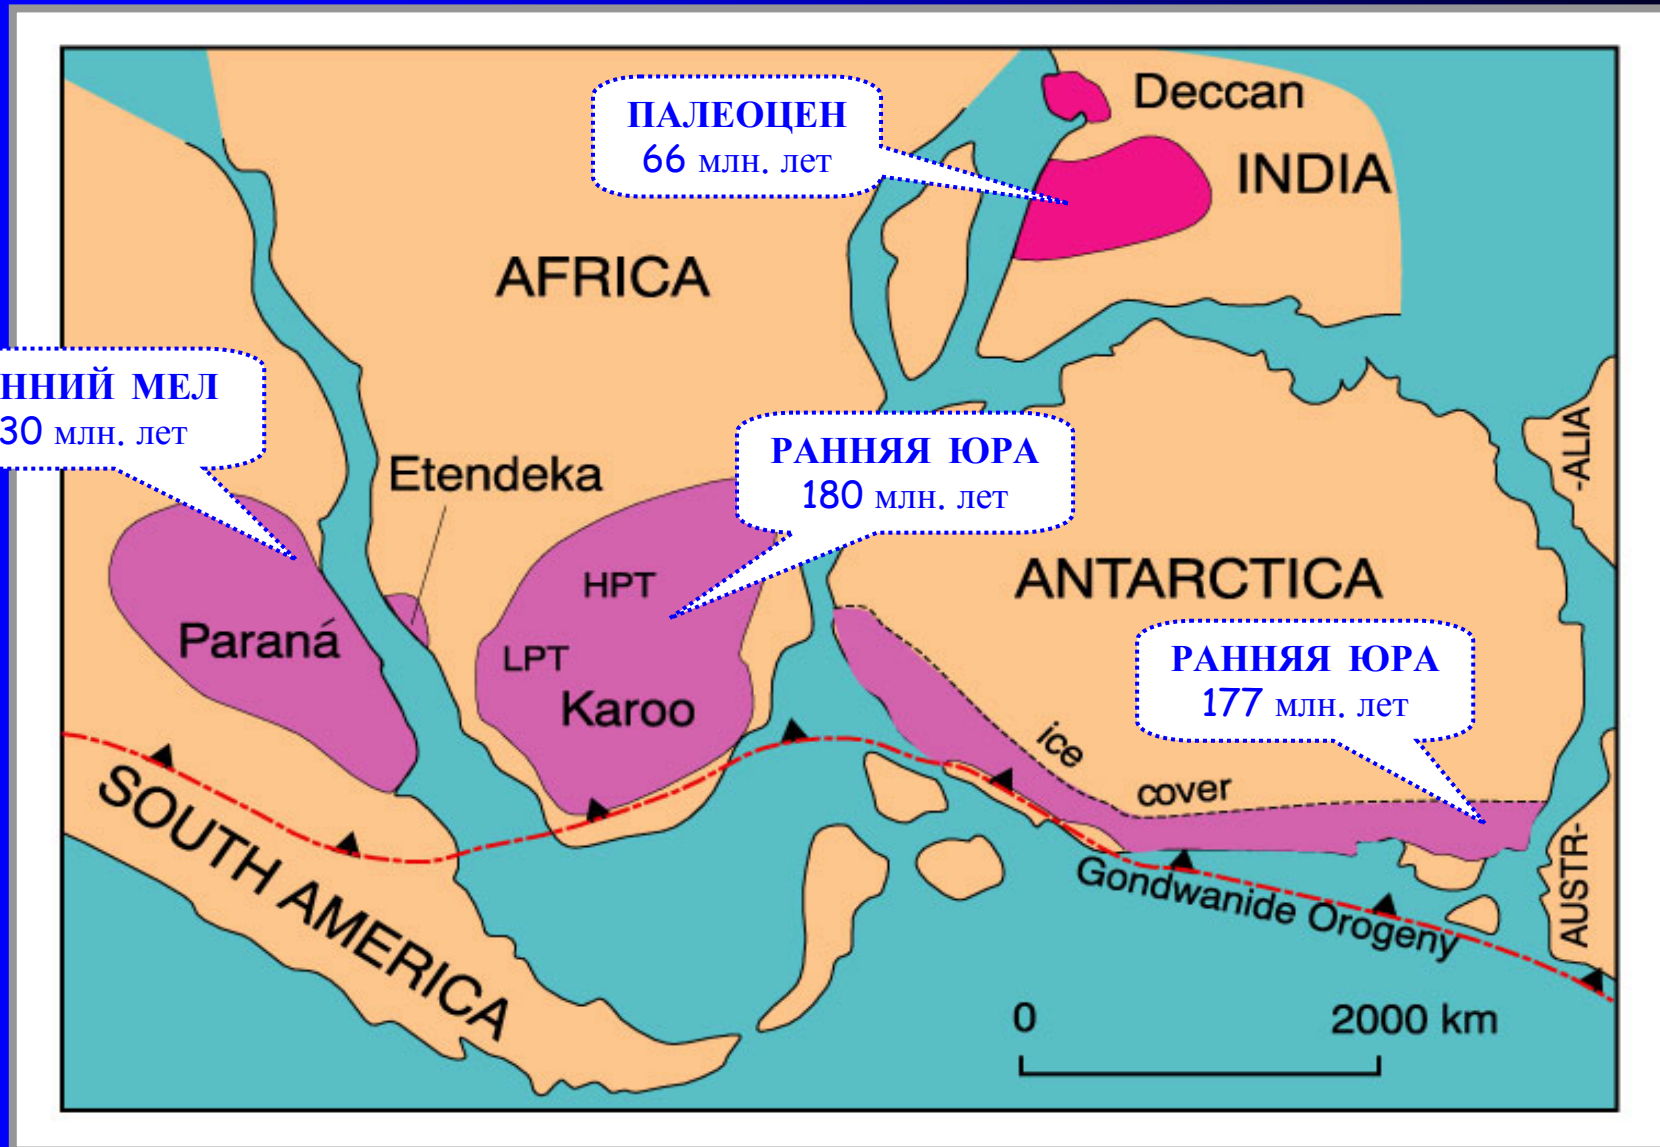 ПАЛЕОЦЕН
66 млн. лет
Deccan
INDIA
AFRICA
ННИЙ МЕЛ
30 млн. лет
Etendeka
РАННЯЯ ЮРА
180 млн. лет
-ALIA
HPT
ANTARCTICA
Paraná
LPT
Karoo
РАННЯЯ ЮРА
177 млн. лет
ice
cover
SOUTH AMERICA
Gondwanide Orogeny
AUSTR-
0
2000 km